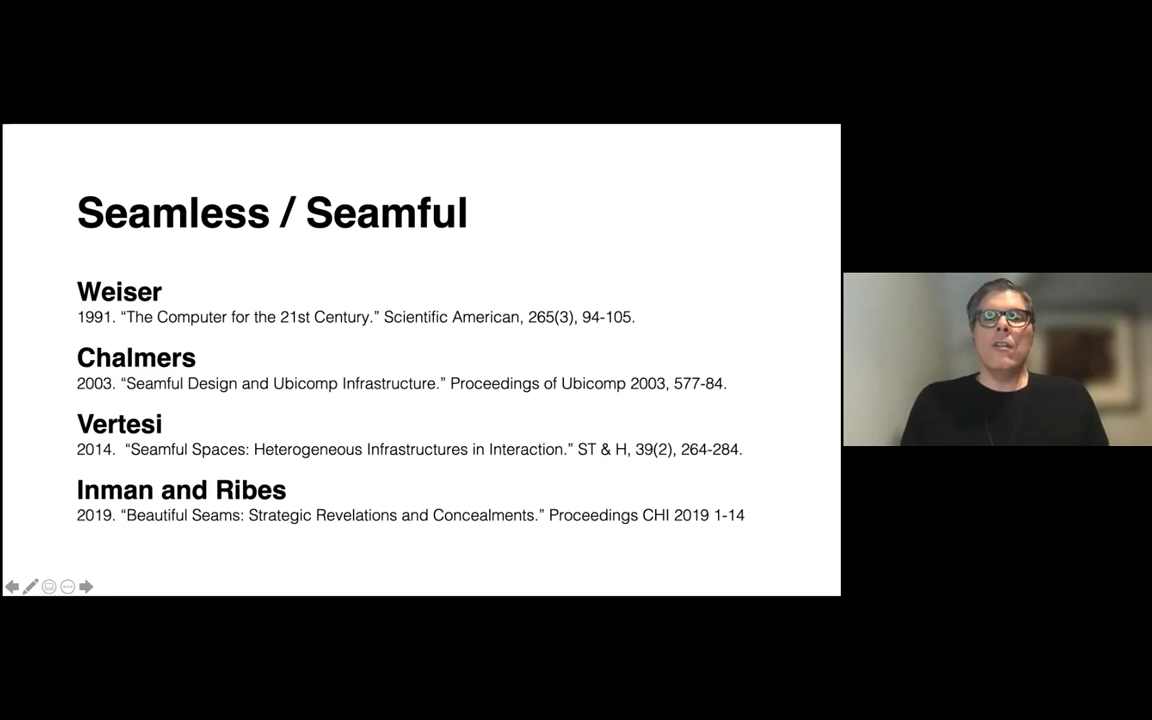 Seamless / Seamful
Weiser
1991. “The Computer for the 21st Century.” Scientific American, 265(3), 94-105.
Chalmers
2003. “Seamful Design and Ubicomp Infrastructure.” Proceedings of Ubicomp 2003, 577-84.
Vertesi
2014.  “Seamful Spaces: Heterogeneous Infrastructures in Interaction.” ST & H, 39(2), 264-284.
Inman and Ribes
2019. “Beautiful Seams: Strategic Revelations and Concealments.” Proceedings CHI 2019 1-14